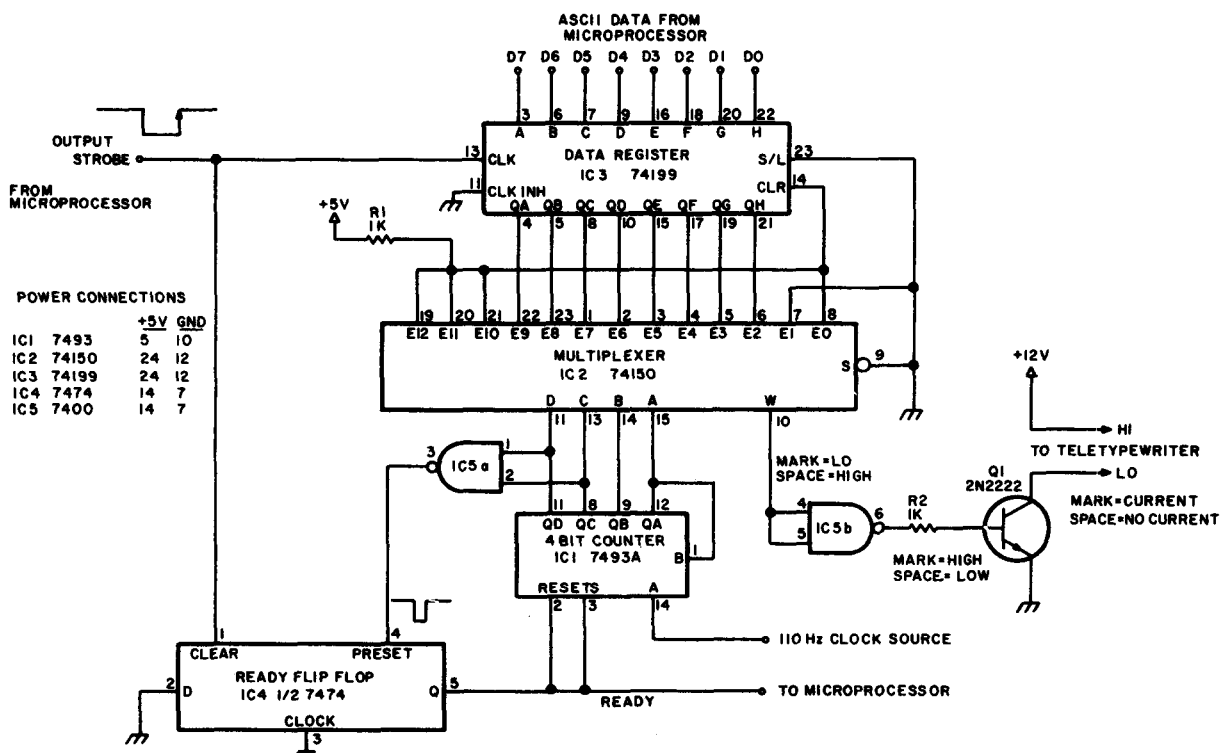 ASCII DATA FROM
MICROPROCESSOR
D7 D6 D5 D4 D3 D2 D1 D0
3 6 7 9 16 18 20 22
A B C D E F G H
OUTPUT
STROBE
13 CLK DATA REGISTER S/L 23
IC3 74199
FROM
MICROPROCESSOR
11 CLK INH CLR 14
QA QB QC QD QE QF QG QH
4 5 8 10 15 17 19 21
+5V
R1
1K
POWER CONNECTIONS
+5V GND
IC1 7493 5 10
IC2 74150 24 12
IC3 74199 24 12
IC4 7474 14 7
IC5 7400 14 7
19 20 21 22 23 1 2 3 4 5 6 7 8
E12 E11 E10 E9 E8 E7 E6 E5 E4 E3 E2 E1 E0
MULTIPLEXER
IC2 74150
S 9
D C B A W
11 13 14 15 10
+12V
HI
TO TELETYPEWRITER
LO
MARK=CURRENT
SPACE=NO CURRENT
3 IC5a 1
2
MARK=LO
SPACE=HIGH
4
5
IC5b 6
R2
1K
Q1
2N2222
MARK=HIGH
SPACE=LOW
11 8 9 12
QD QC QB QA
4 BIT COUNTER
IC1 7493A
B 1
RESETS A
2 3 14
110 Hz CLOCK SOURCE
1 4
CLEAR PRESET
READY FLIP FLOP
IC4 1/2 7474
2 D Q 5
READY
TO MICROPROCESSOR
CLOCK
3